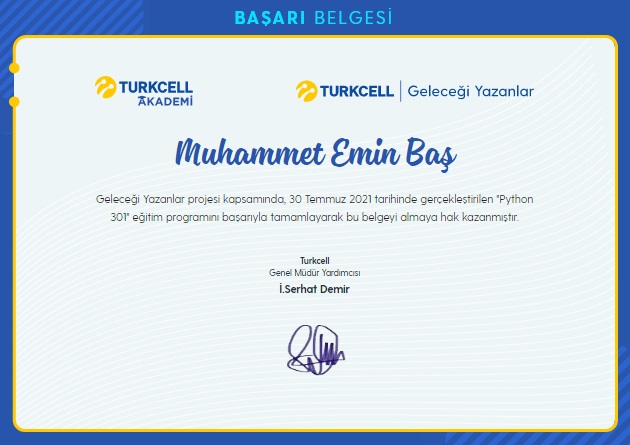 BAŞARI BELGESİ
TURKCELL
AKADEMİ
TURKCELL | Geleceği Yazanlar
Muhammet Emin Baş
Geleceği Yazanlar projesi kapsamında, 30 Temmuz 2021 tarihinde gerçekleştirilen "Python
301" eğitim programını başarıyla tamamlayarak bu belgeyi almaya hak kazanmıştır.
Turkcell
Genel Müdür Yardımcısı
İ.Serhat Demir